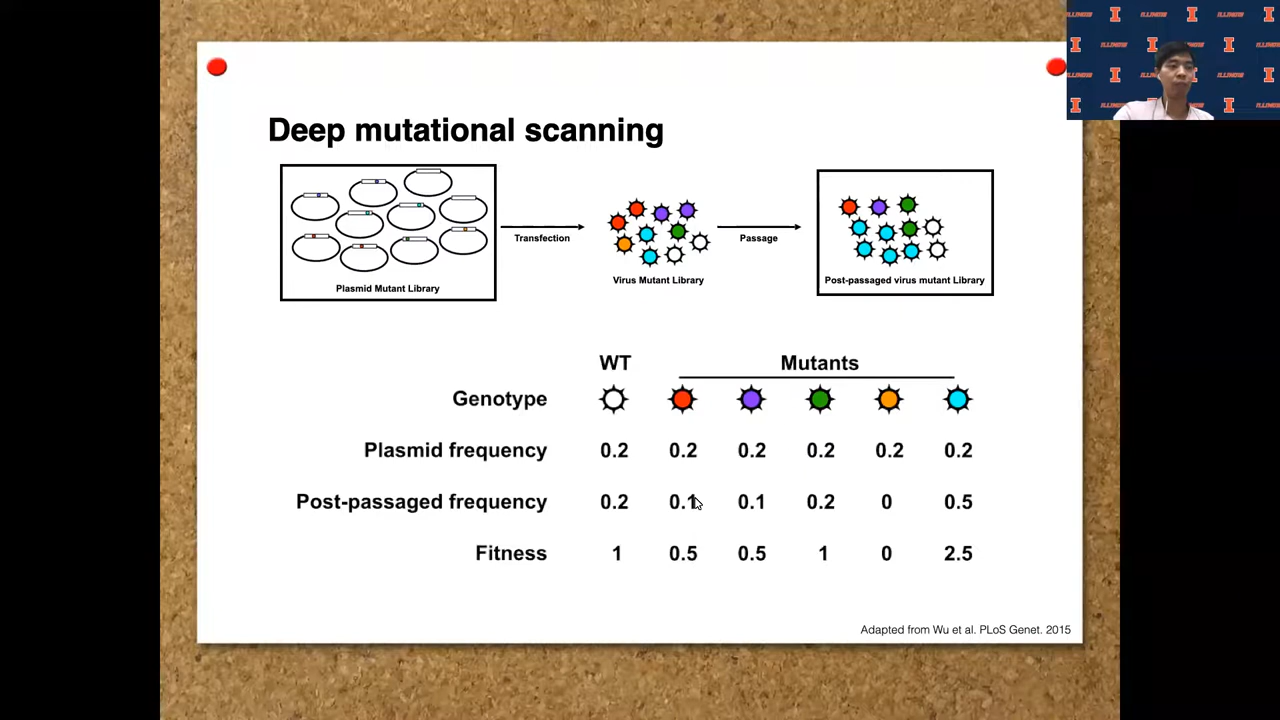 ILLINOIS
Deep mutational scanning
Transfection
Passage
Plasmid Mutant Library
Virus Mutant Library
Post-passaged virus mutant Library
WT
Mutants
Genotype
Plasmid frequency 0.2 0.2 0.2 0.2 0.2 0.2
Post-passaged frequency 0.2 0.1 0.1 0.2 0 0.5
Fitness 1 0.5 0.5 1 0 2.5
Adapted from Wu et al. PLoS Genet. 2015